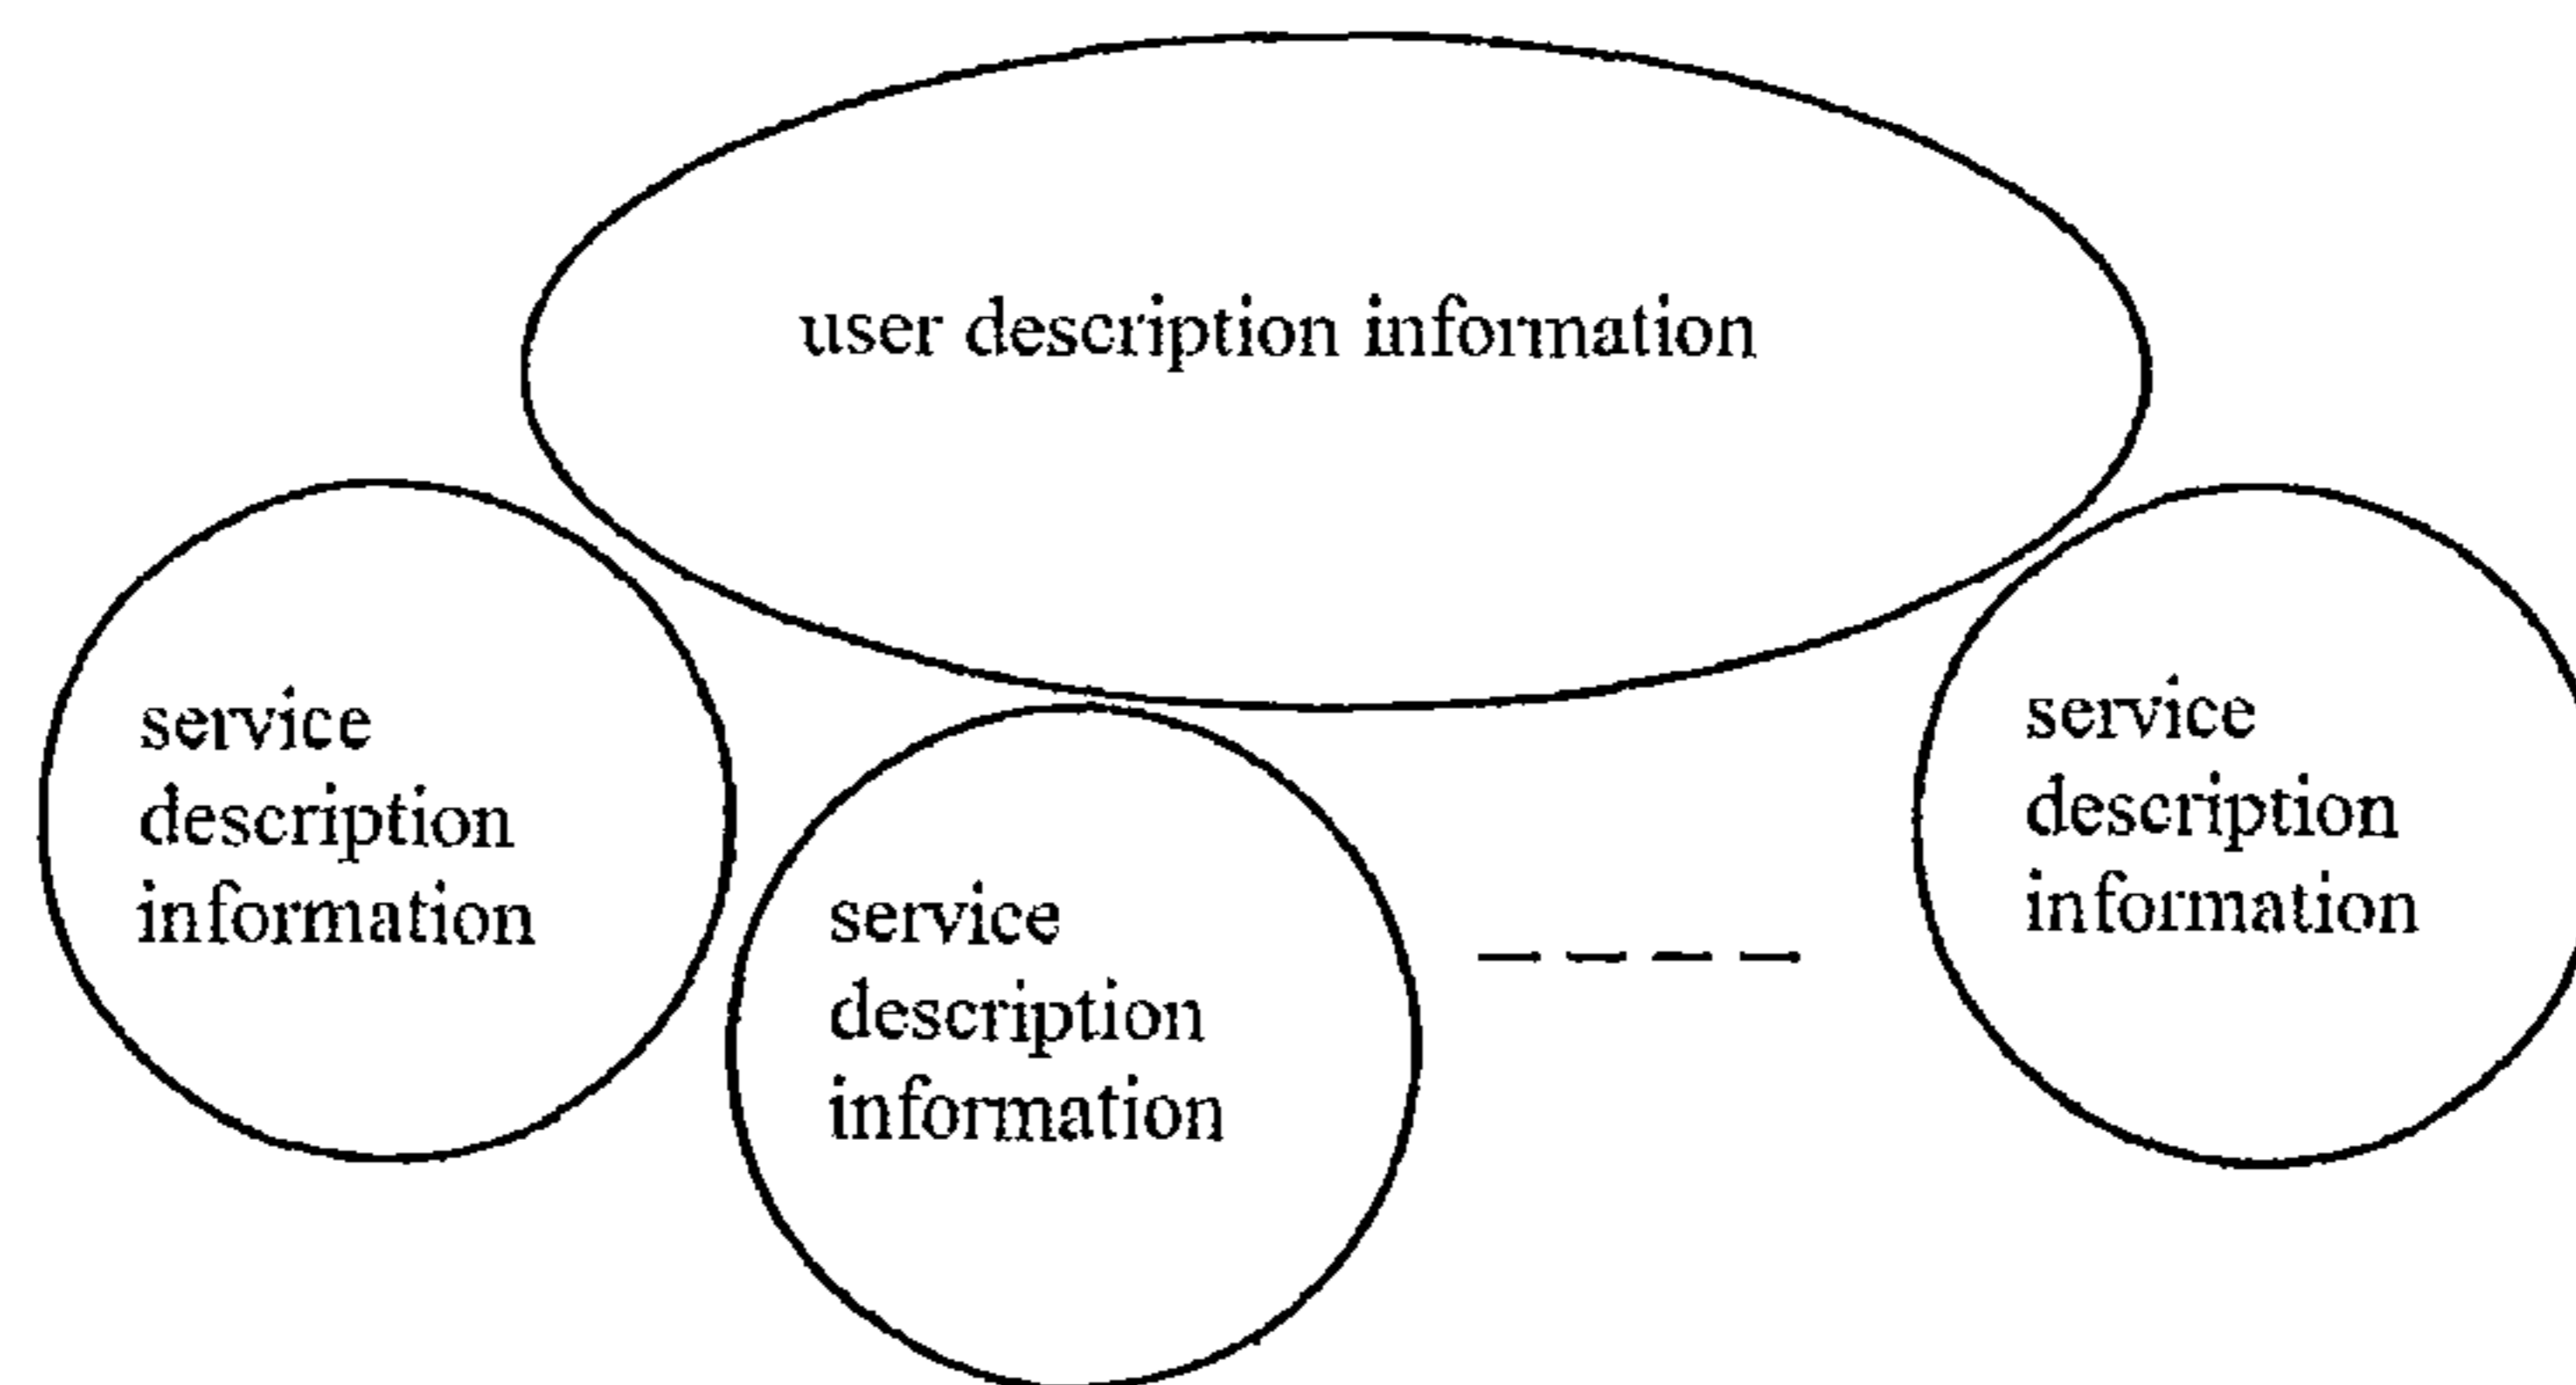 user description information
service
description
information
service
description
information
service
description
information